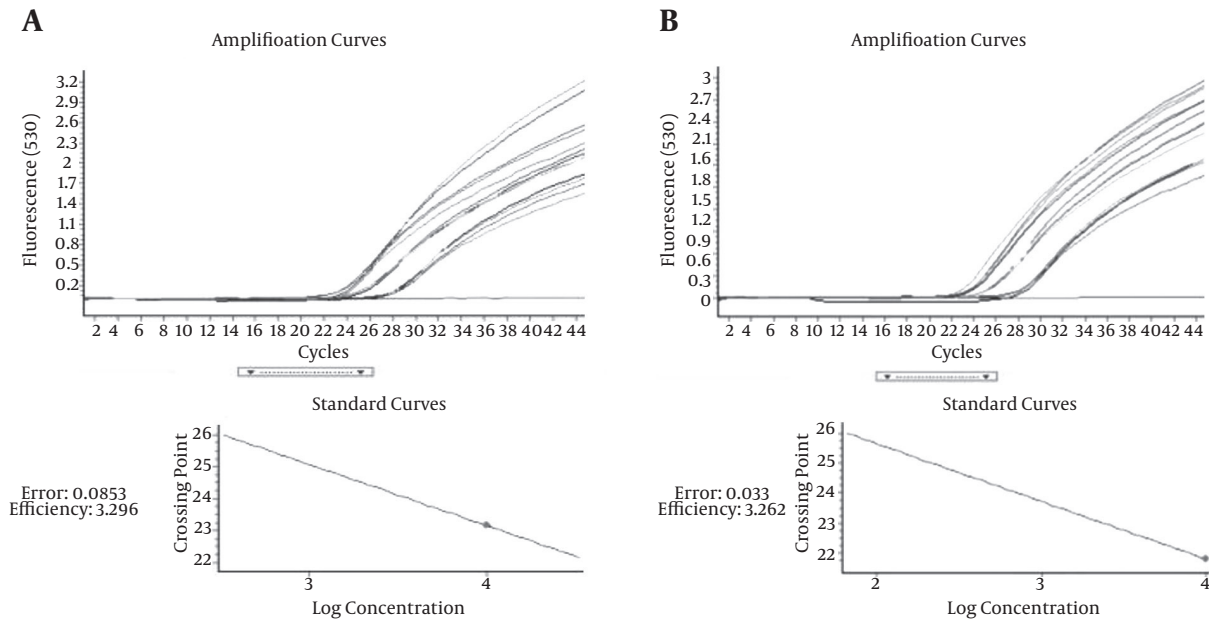 A
Amplifioation Curves
Fluorescence (530)
3.2
2.9
2.6
2.3
2
1.7
1.4
1.1
0.8
0.5
0.2
2 4 6 8 10 12 14 16 18 20 22 24 26 28 30 32 34 36 38 40 42 44
Cycles
Standard Curves
Error: 0.0853
Efficiency: 3.296
Crossing Point
26
25
24
23
22
3 4
Log Concentration
B
Amplifioation Curves
Fluorescence (530)
3
2.7
2.4
2.1
1.6
1.8
1.5
1.2
0.9
0.6
0.3
0
2 4 6 8 10 12 14 16 18 20 22 24 26 28 30 32 34 36 38 40 42 44
Cycles
Standard Curves
Error: 0.033
Efficiency: 3.262
Crossing Point
26
25
24
23
22
2 3 4
Log Concentration